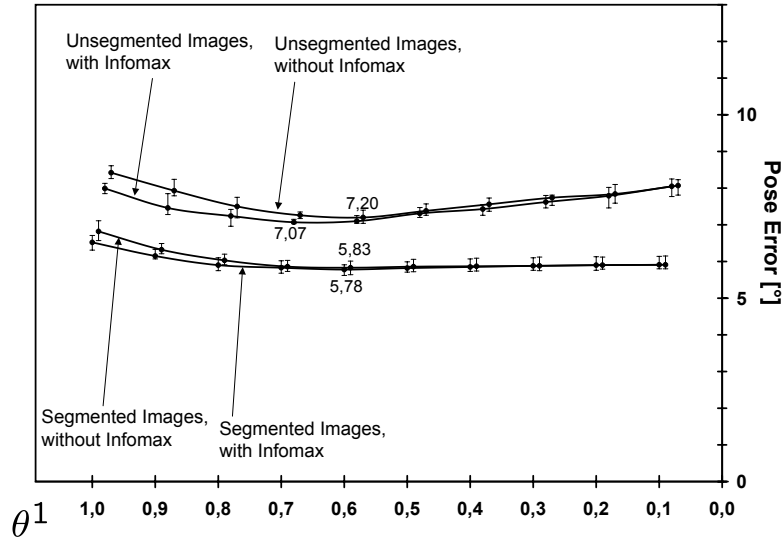 Unsegmented Images,
with Infomax
Unsegmented Images,
without Infomax
10
7,20
7,07
5,83
5,78
5
Pose Error [°]
Segmented Images,
without Infomax
Segmented Images,
with Infomax
0
θ1 1,0 0,9 0,8 0,7 0,6 0,5 0,4 0,3 0,2 0,1 0,0